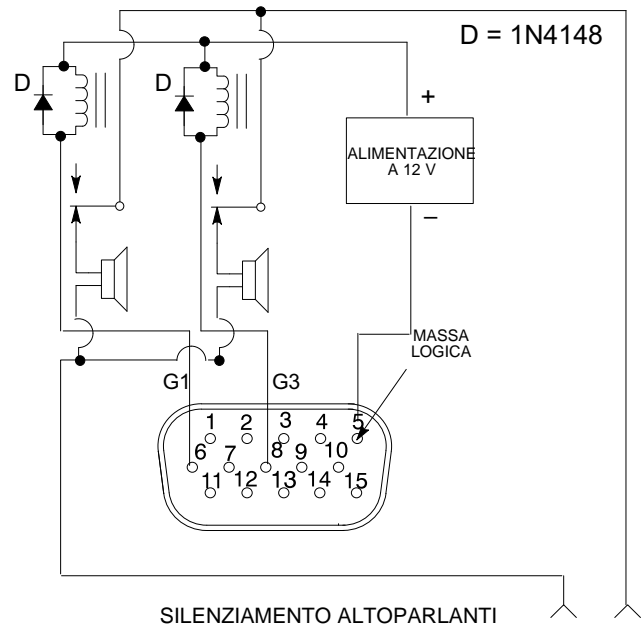 D = 1N4148
D
D
+
ALIMENTAZIONE
A 12 V
–
MASSA
LOGICA
G1
G3
1 2 3 4 5
6 7 8 9 10
11 12 13 14 15
SILENZIAMENTO ALTOPARLANTI